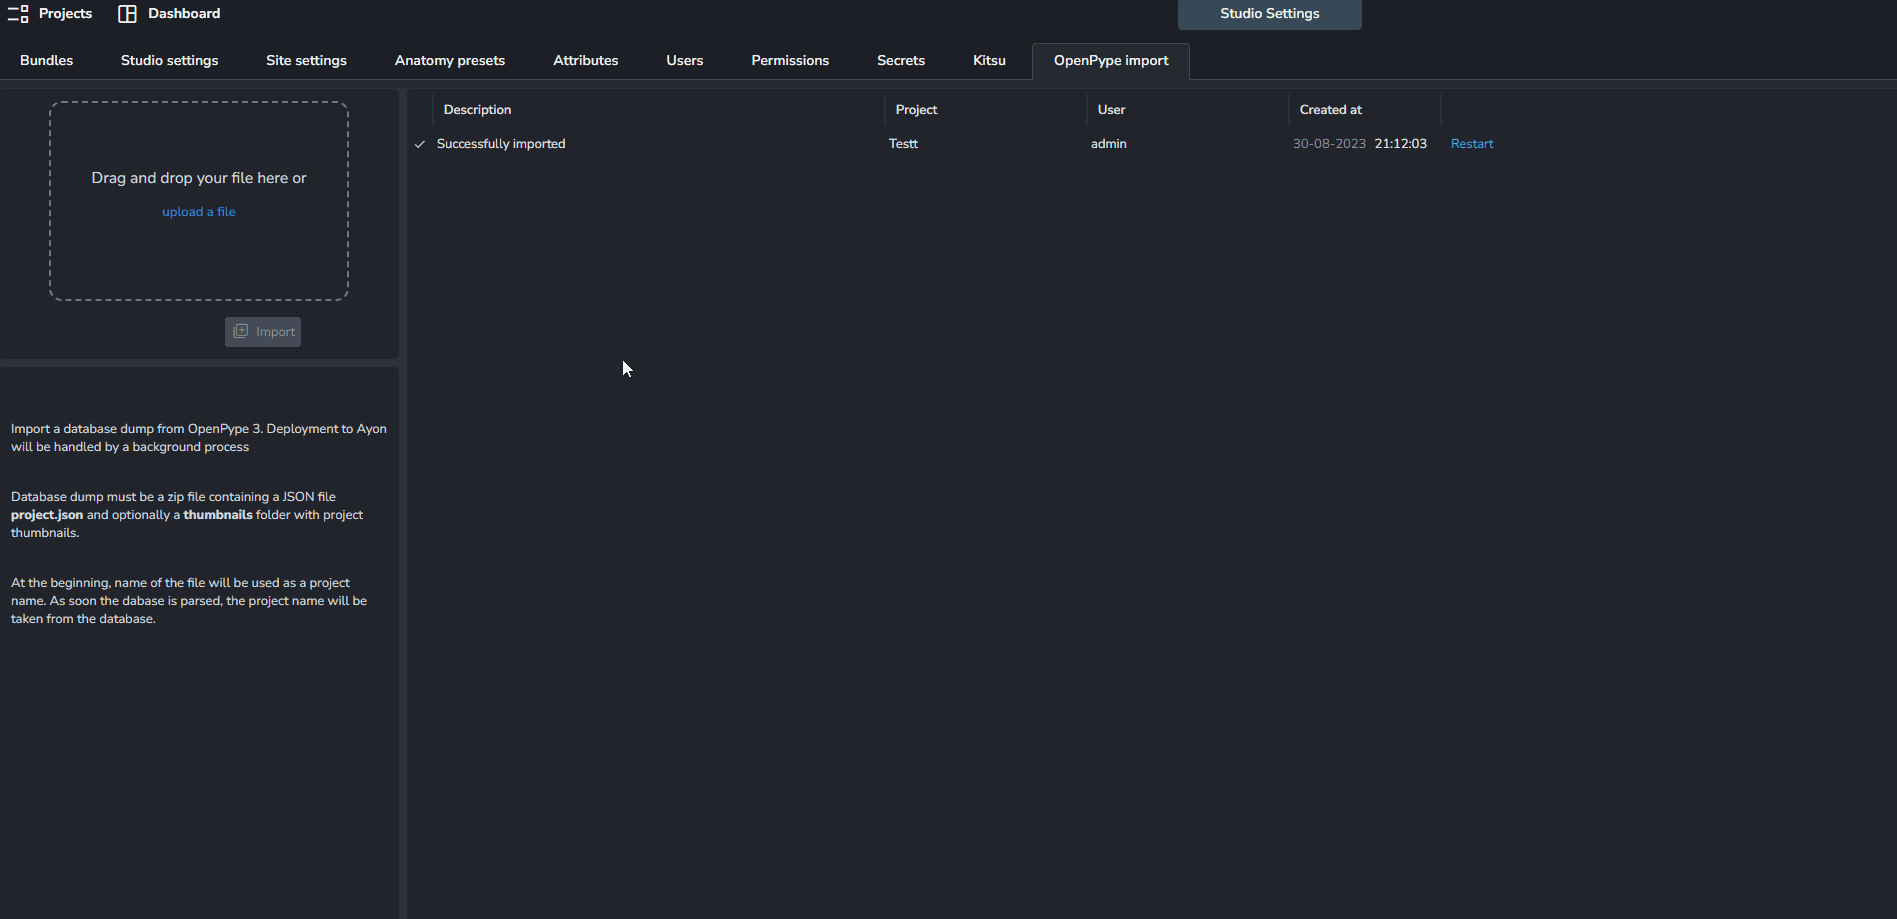 Projects Dashboard Studio Settings
Bundles Studio settings Site settings Anatomy presets Attributes Users Permissions Secrets Kitsu OpenPype import
Description Project User Created at
Successfully imported Testt admin 30-08-2023 21:12:03 Restart
Drag and drop your file here or
upload a file
Import
Import a database dump from OpenPype 3. Deployment to Ayon
will be handled by a background process
Database dump must be a zip file containing a JSON file
project.json and optionally a thumbnails folder with project
thumbnails.
At the beginning, name of the file will be used as a project
name. As soon the dabase is parsed, the project name will be
taken from the database.